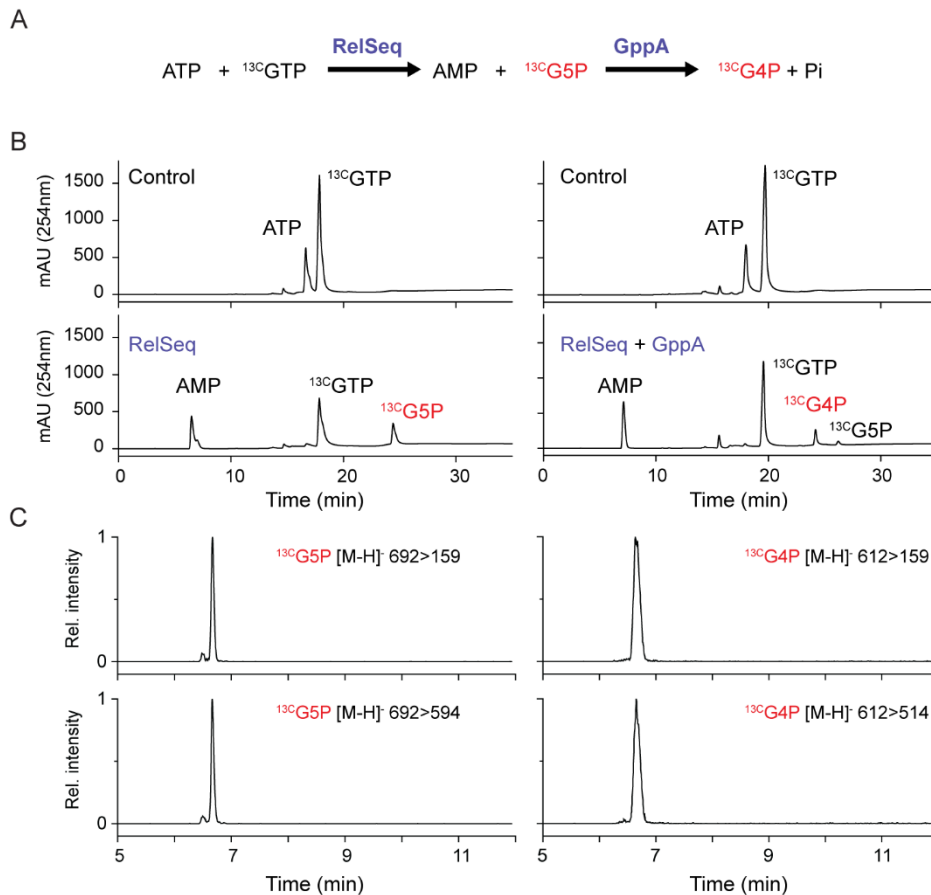 A
RelSeq GppA
ATP + ¹³ᶜGTP AMP + ¹³ᶜG5P ¹³ᶜG4P + Pi
B
mAU (254nm)
1500
1000
500
0
Control
ATP
¹³ᶜGTP
Control
ATP
¹³ᶜGTP
mAU (254nm)
1500
1000
500
0
RelSeq
AMP
¹³ᶜGTP
¹³ᶜG5P
0 10 20 30
Time (min)
RelSeq + GppA
AMP
¹³ᶜGTP
¹³ᶜG4P
¹³ᶜG5P
0 10 20 30
Time (min)
C
Rel. intensity
1
0
¹³ᶜG5P [M-H]⁻ 692>159
¹³ᶜG4P [M-H]⁻ 612>159
Rel. intensity
1
0
¹³ᶜG5P [M-H]⁻ 692>594
¹³ᶜG4P [M-H]⁻ 612>514
5 7 9 11
Time (min)
5 7 9 11
Time (min)